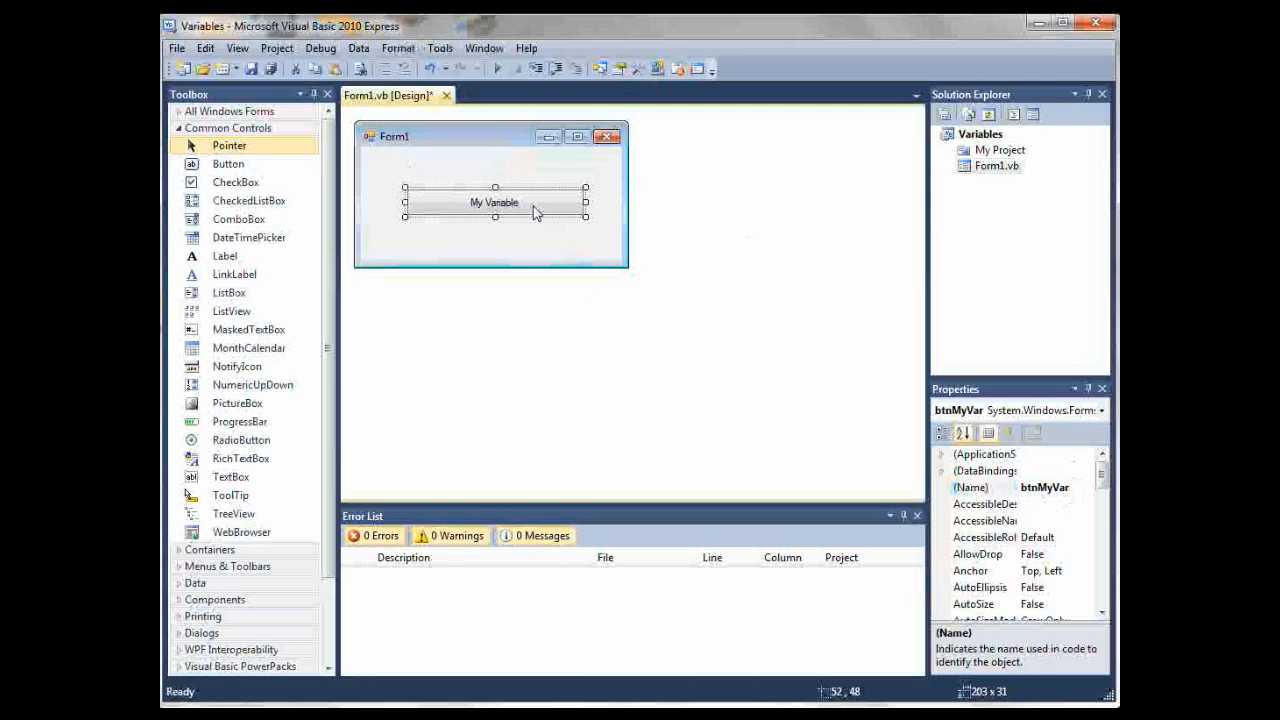 Variables - Microsoft Visual Basic 2010 Express
File Edit View Project Debug Data Format Tools Window Help
Toolbox
All Windows Forms
Common Controls
Pointer
Button
CheckBox
CheckedListBox
ComboBox
DateTimePicker
Label
LinkLabel
ListBox
ListView
MaskedTextBox
MonthCalendar
NotifyIcon
NumericUpDown
PictureBox
ProgressBar
RadioButton
RichTextBox
TextBox
ToolTip
TreeView
WebBrowser
Containers
Menus & Toolbars
Data
Components
Printing
Dialogs
WPF Interoperability
Visual Basic PowerPacks
Form1.vb [Design]*
Form1
My Variable
Error List
0 Errors 0 Warnings 0 Messages
Description File Line Column Project
Solution Explorer
Variables
My Project
Form1.vb
Properties
btnMyVar System.Windows.Form
(ApplicationS
(DataBindings
(Name) btnMyVar
AccessibleDes
AccessibleNar
AccessibleRol Default
AllowDrop False
Anchor Top, Left
AutoEllipsis False
AutoSize False
(Name)
Indicates the name used in code to
identify the object.
Ready 52 , 48 203 x 31